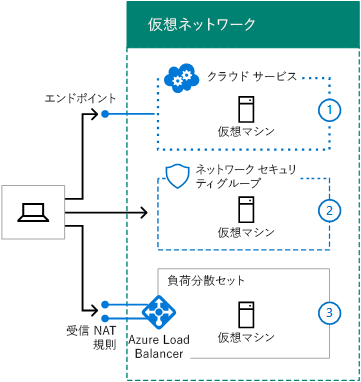 仮想ネットワーク
クラウド サービス
エンドポイント
仮想マシン
1
ネットワーク セキュリ
ティグループ
仮想マシン
2
負荷分散セット
受信 NAT
規則
Azure Load
Balancer
仮想マシン
3